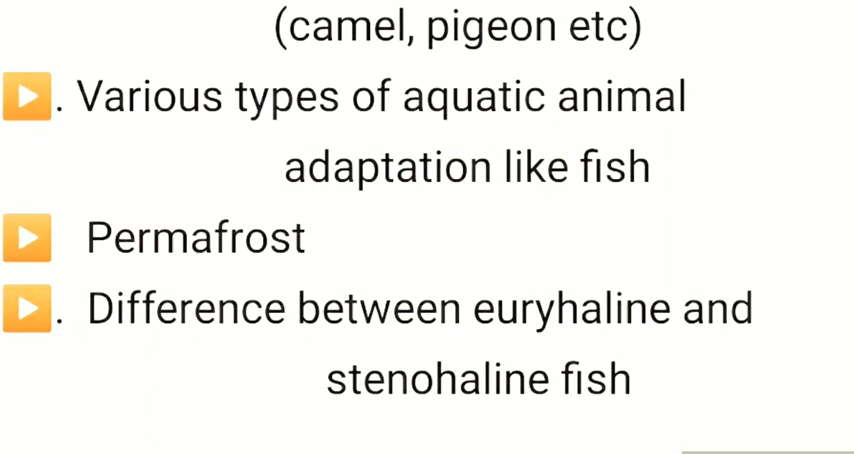 (camel, pigeon etc)
▶️. Various types of aquatic animal
adaptation like fish
▶️ Permafrost
▶️. Difference between euryhaline and
stenohaline fish